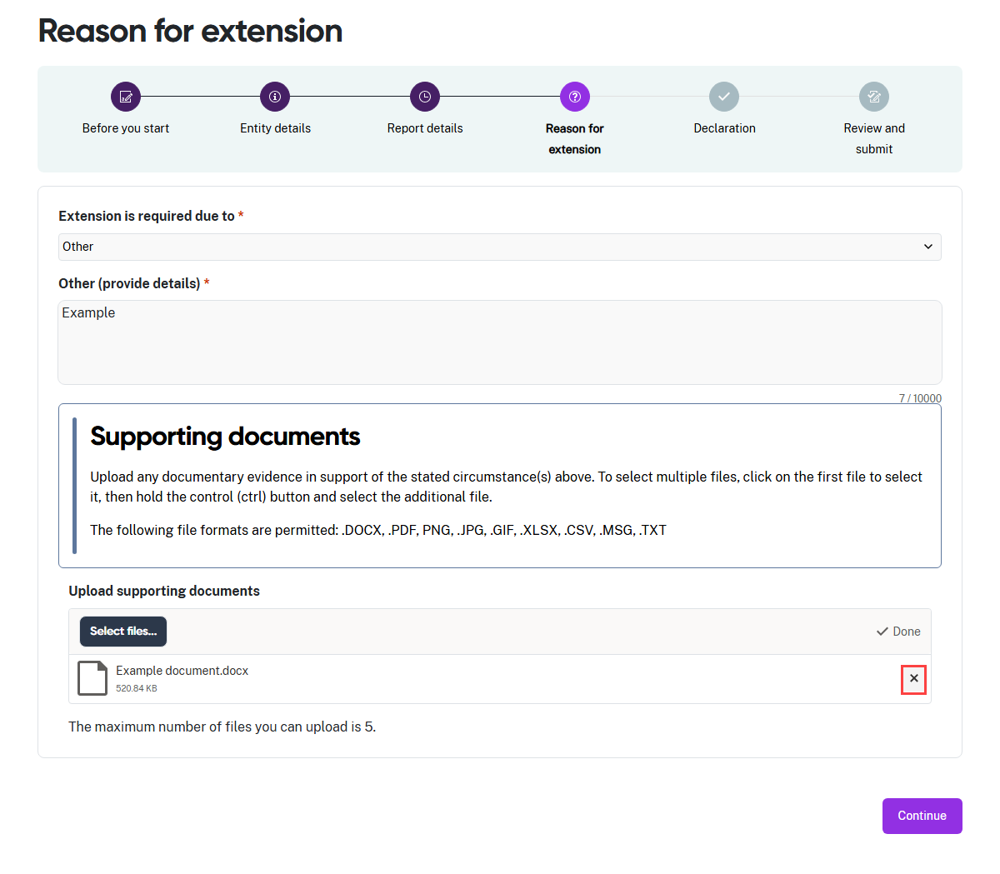 Reason for extension
Before you start
Entity details
Report details
Reason for
extension
Declaration
Review and
submit
Extension is required due to *
Other
Other (provide details) *
Example
7 / 10000
Supporting documents
Upload any documentary evidence in support of the stated circumstance(s) above. To select multiple files, click on the first file to select
it, then hold the control (ctrl) button and select the additional file.
The following file formats are permitted: .DOCX, .PDF, PNG, .JPG, .GIF, .XLSX, .CSV, .MSG, .TXT
Upload supporting documents
Select files...
Done
Example document.docx
520.84 KB
The maximum number of files you can upload is 5.
Continue